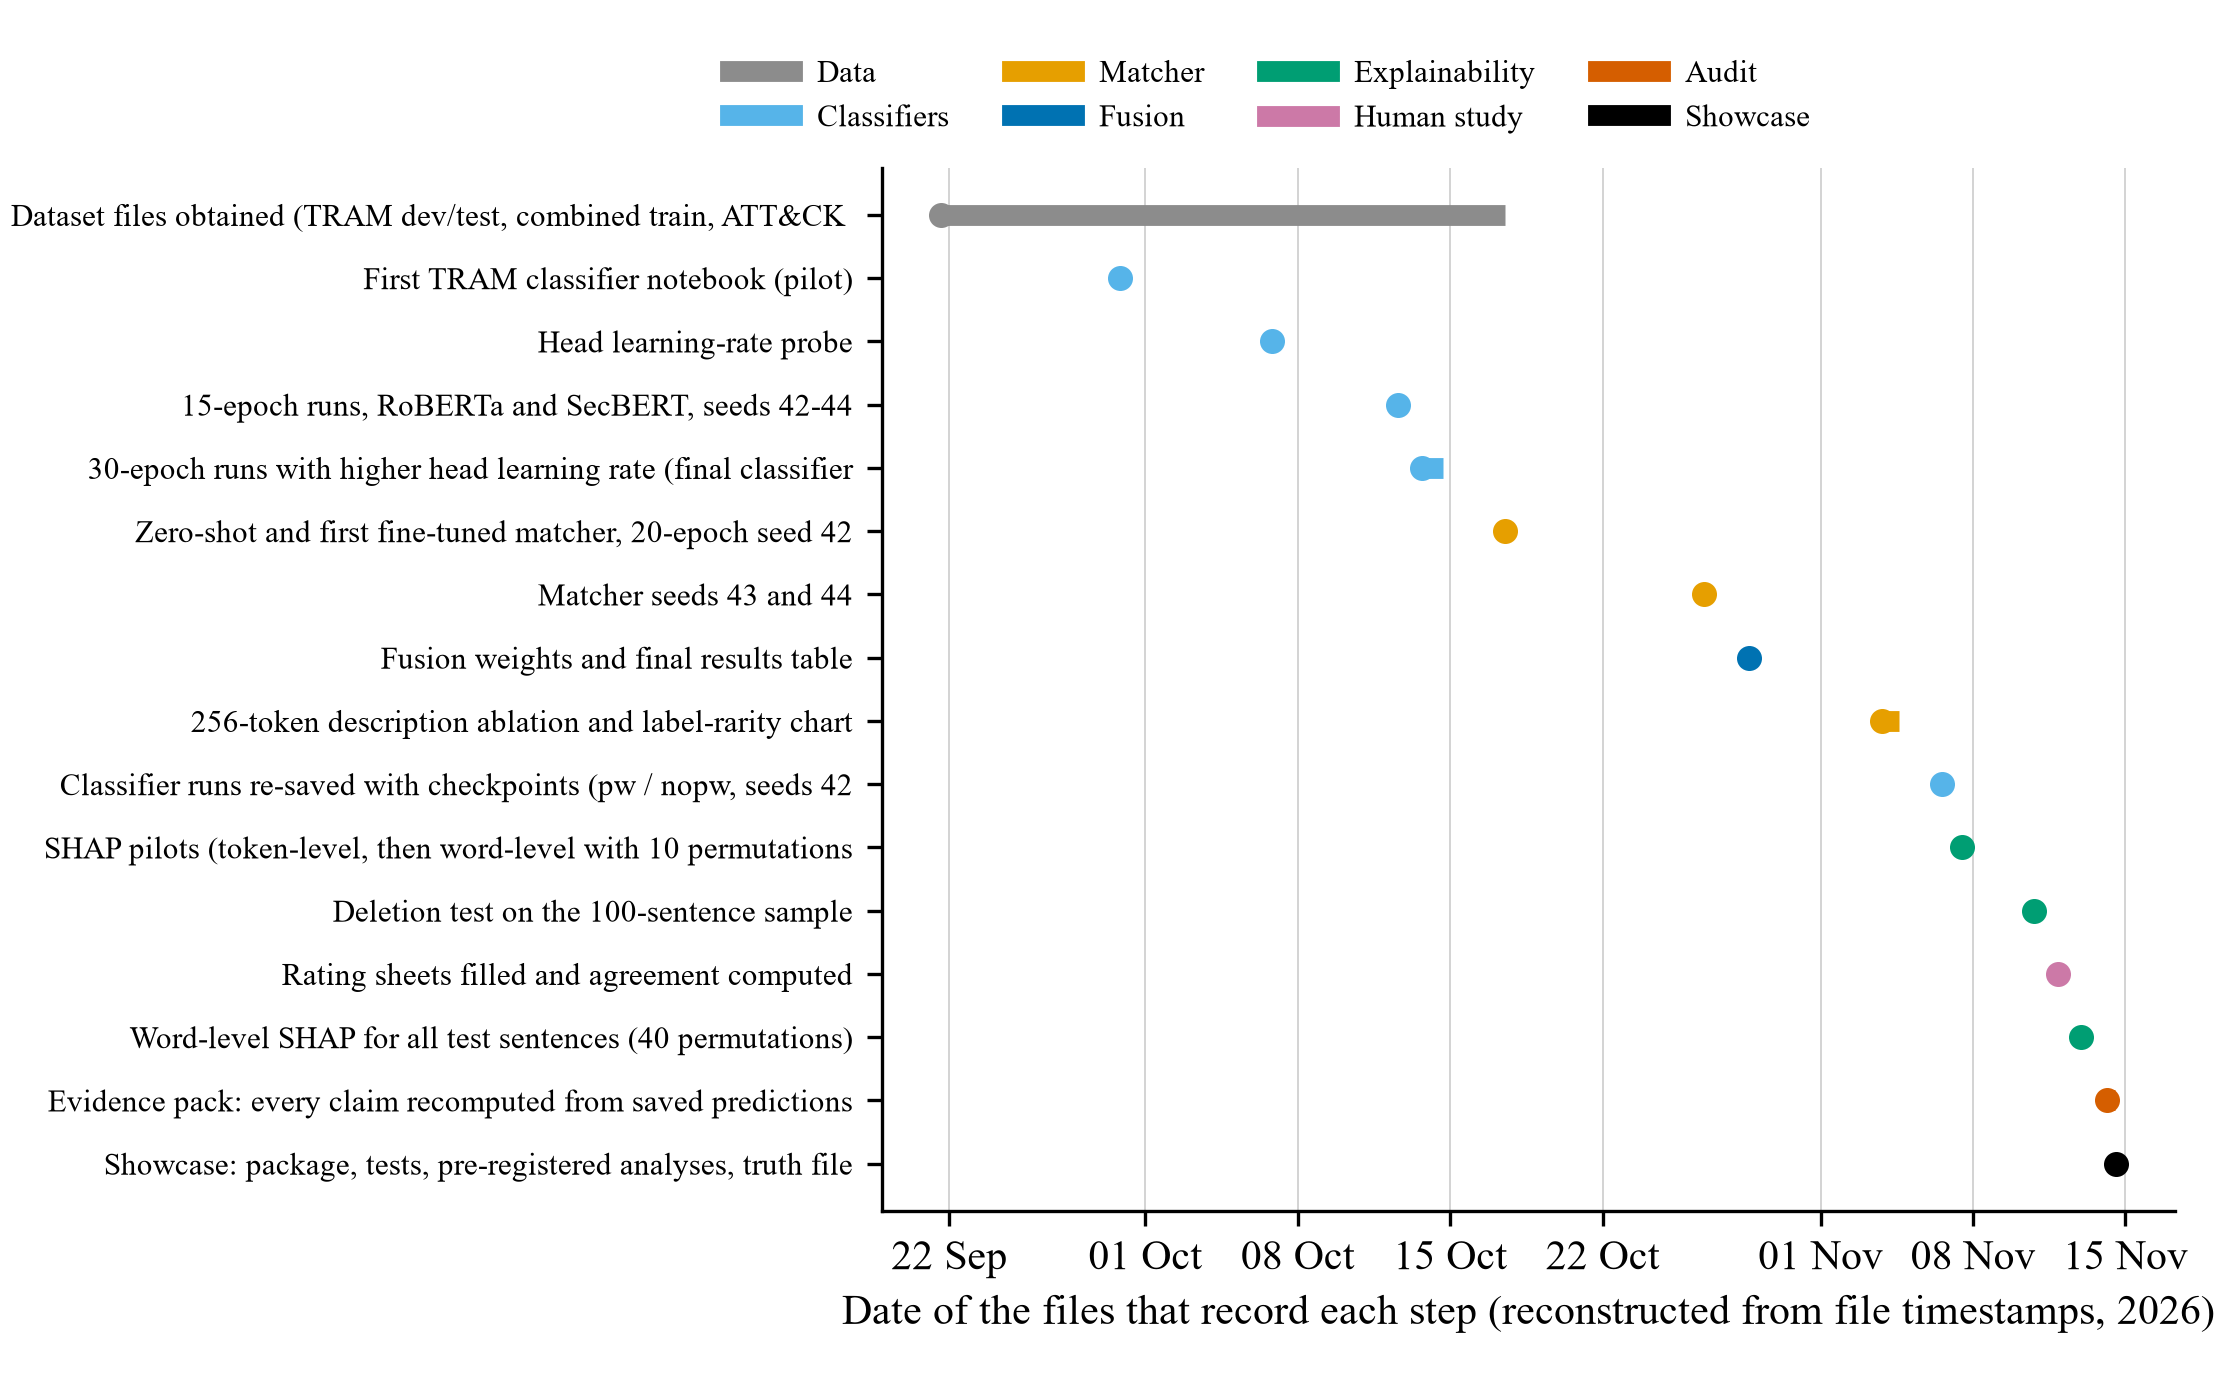 Data Matcher Explainability Audit
Classifiers Fusion Human study Showcase
Dataset files obtained (TRAM dev/test, combined train, ATT&CK
First TRAM classifier notebook (pilot)
Head learning-rate probe
15-epoch runs, RoBERTa and SecBERT, seeds 42-44
30-epoch runs with higher head learning rate (final classifier
Zero-shot and first fine-tuned matcher, 20-epoch seed 42
Matcher seeds 43 and 44
Fusion weights and final results table
256-token description ablation and label-rarity chart
Classifier runs re-saved with checkpoints (pw / nopw, seeds 42
SHAP pilots (token-level, then word-level with 10 permutations
Deletion test on the 100-sentence sample
Rating sheets filled and agreement computed
Word-level SHAP for all test sentences (40 permutations)
Evidence pack: every claim recomputed from saved predictions
Showcase: package, tests, pre-registered analyses, truth file
22 Sep 01 Oct 08 Oct 15 Oct 22 Oct 01 Nov 08 Nov 15 Nov
Date of the files that record each step (reconstructed from file timestamps, 2026)